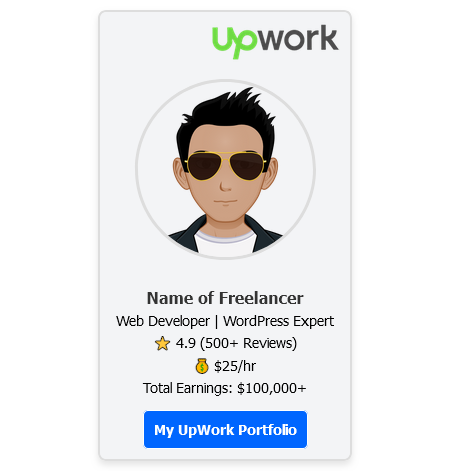 upwork
Name of Freelancer
Web Developer | WordPress Expert
⭐ 4.9 (500+ Reviews)
💰 $25/hr
Total Earnings: $100,000+
My UpWork Portfolio